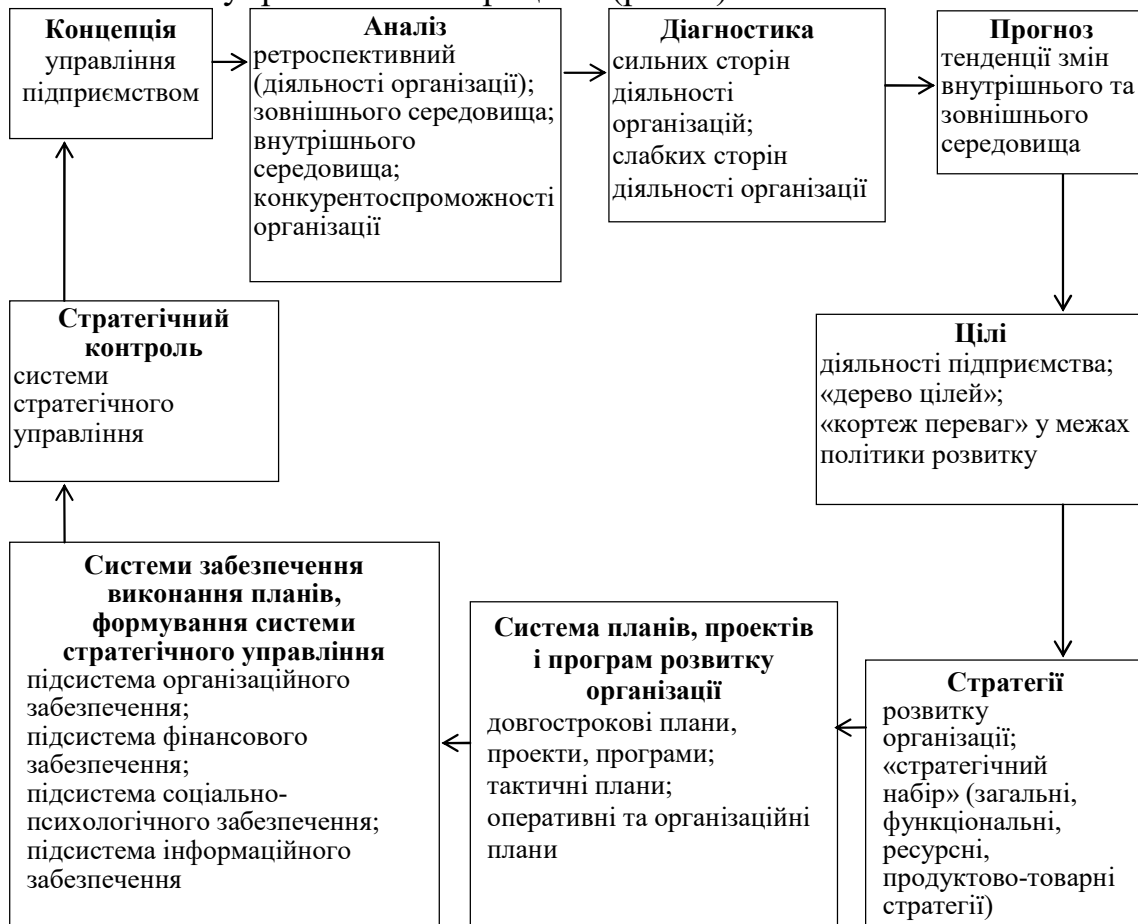 Концепція
управління
підприємством
Аналіз
ретроспективний
(діяльності організації);
зовнішнього середовища;
внутрішнього
середовища;
конкурентоспроможності
організації
Діагностика
сильних сторін
діяльності
організацій;
слабких сторін
діяльності організації
Прогноз
тенденції змін
внутрішнього та
зовнішнього
середовища
Цілі
діяльності підприємства;
«дерево цілей»;
«кортеж переваг» у межах
політики розвитку
Стратегії
розвитку
організації;
«стратегічний
набір» (загальні,
функціональні,
ресурсні,
продуктово-товарні
стратегії)
Система планів, проектів
і програм розвитку
організації
довгострокові плани,
проекти, програми;
тактичні плани;
оперативні та організаційні
плани
Системи забезпечення
виконання планів,
формування системи
стратегічного управління
підсистема організаційного
забезпечення;
підсистема фінансового
забезпечення;
підсистема соціально-
психологічного забезпечення;
підсистема інформаційного
забезпечення
Стратегічний
контроль
системи
стратегічного
управління